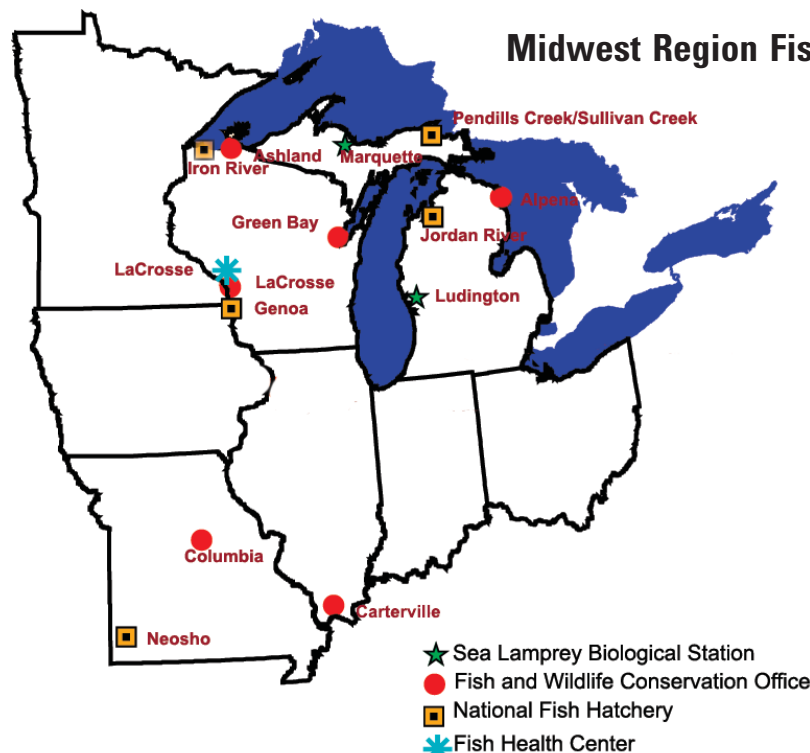 Midwest Region Fis
Pendills Creek/Sullivan Creek
Ashland
Marquette
Iron River
Alpena
Green Bay
Jordan River
LaCrosse
LaCrosse
Ludington
Genoa
Columbia
Carterville
Neosho
Sea Lamprey Biological Station
Fish and Wildlife Conservation Office
National Fish Hatchery
Fish Health Center